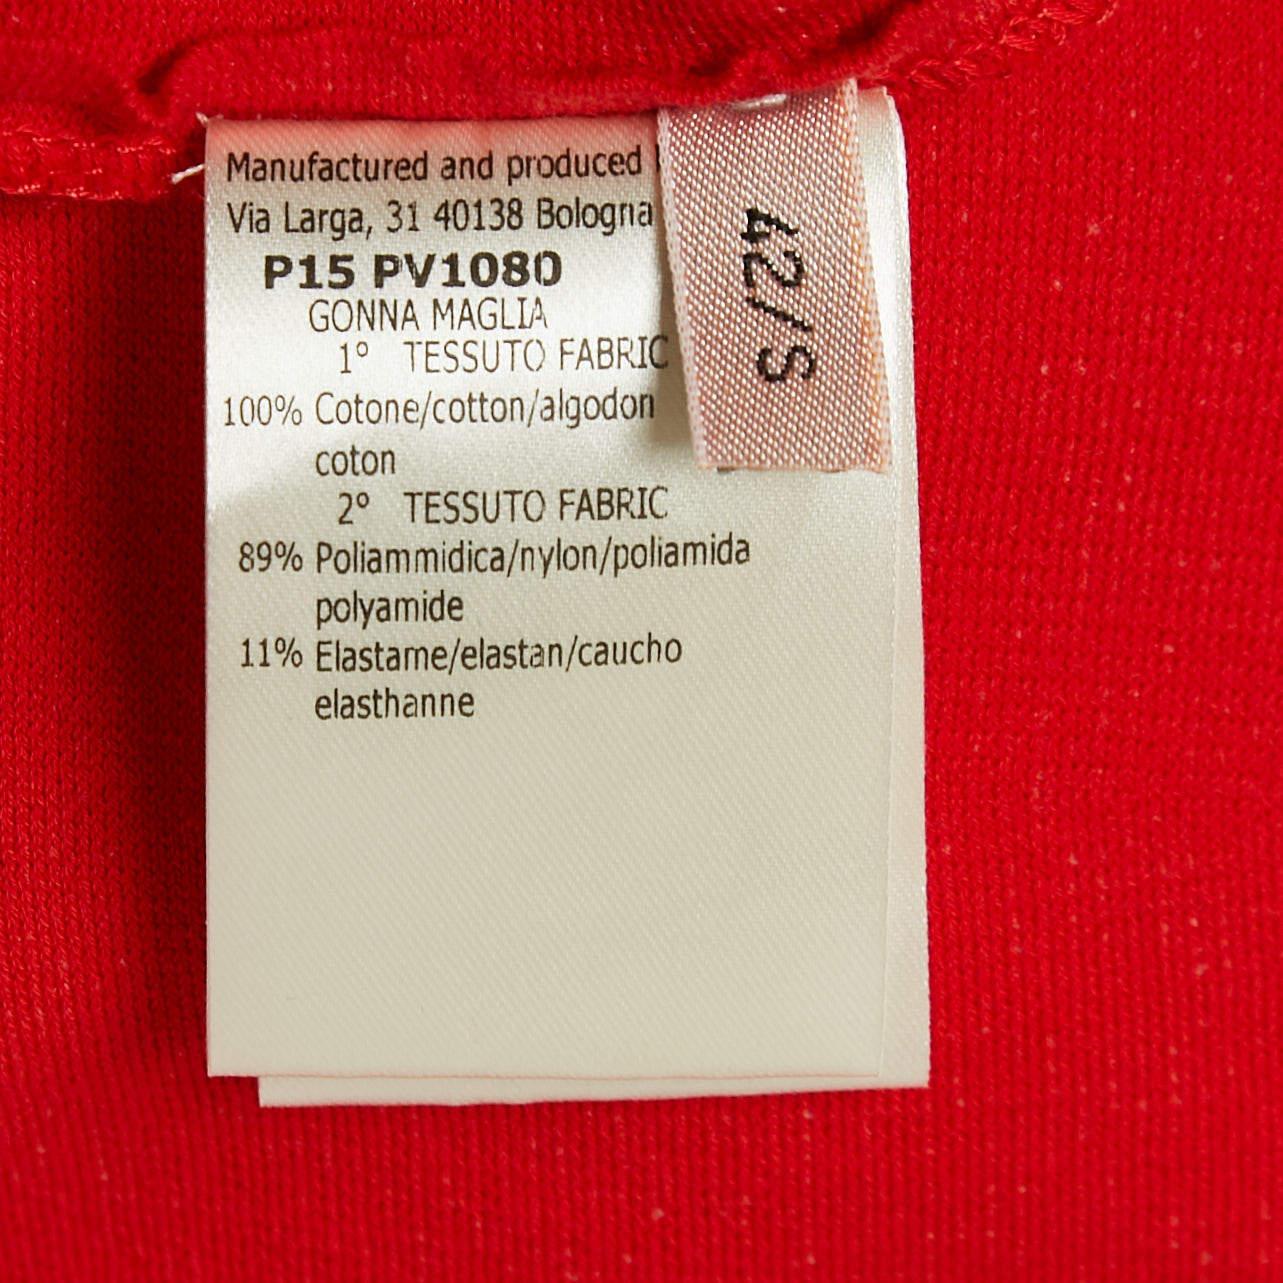 Manufactured and produced
Via Larga, 31 40138 Bologna
P15 PV1080
GONNA MAGLIA
1° TESSUTO FABRIC
100% Cotone/cotton/algodon
coton
2° TESSUTO FABRIC
89% Poliammidica/nylon/poliamida
polyamide
11% Elastame/elastan/caucho
elasthanne
42/S